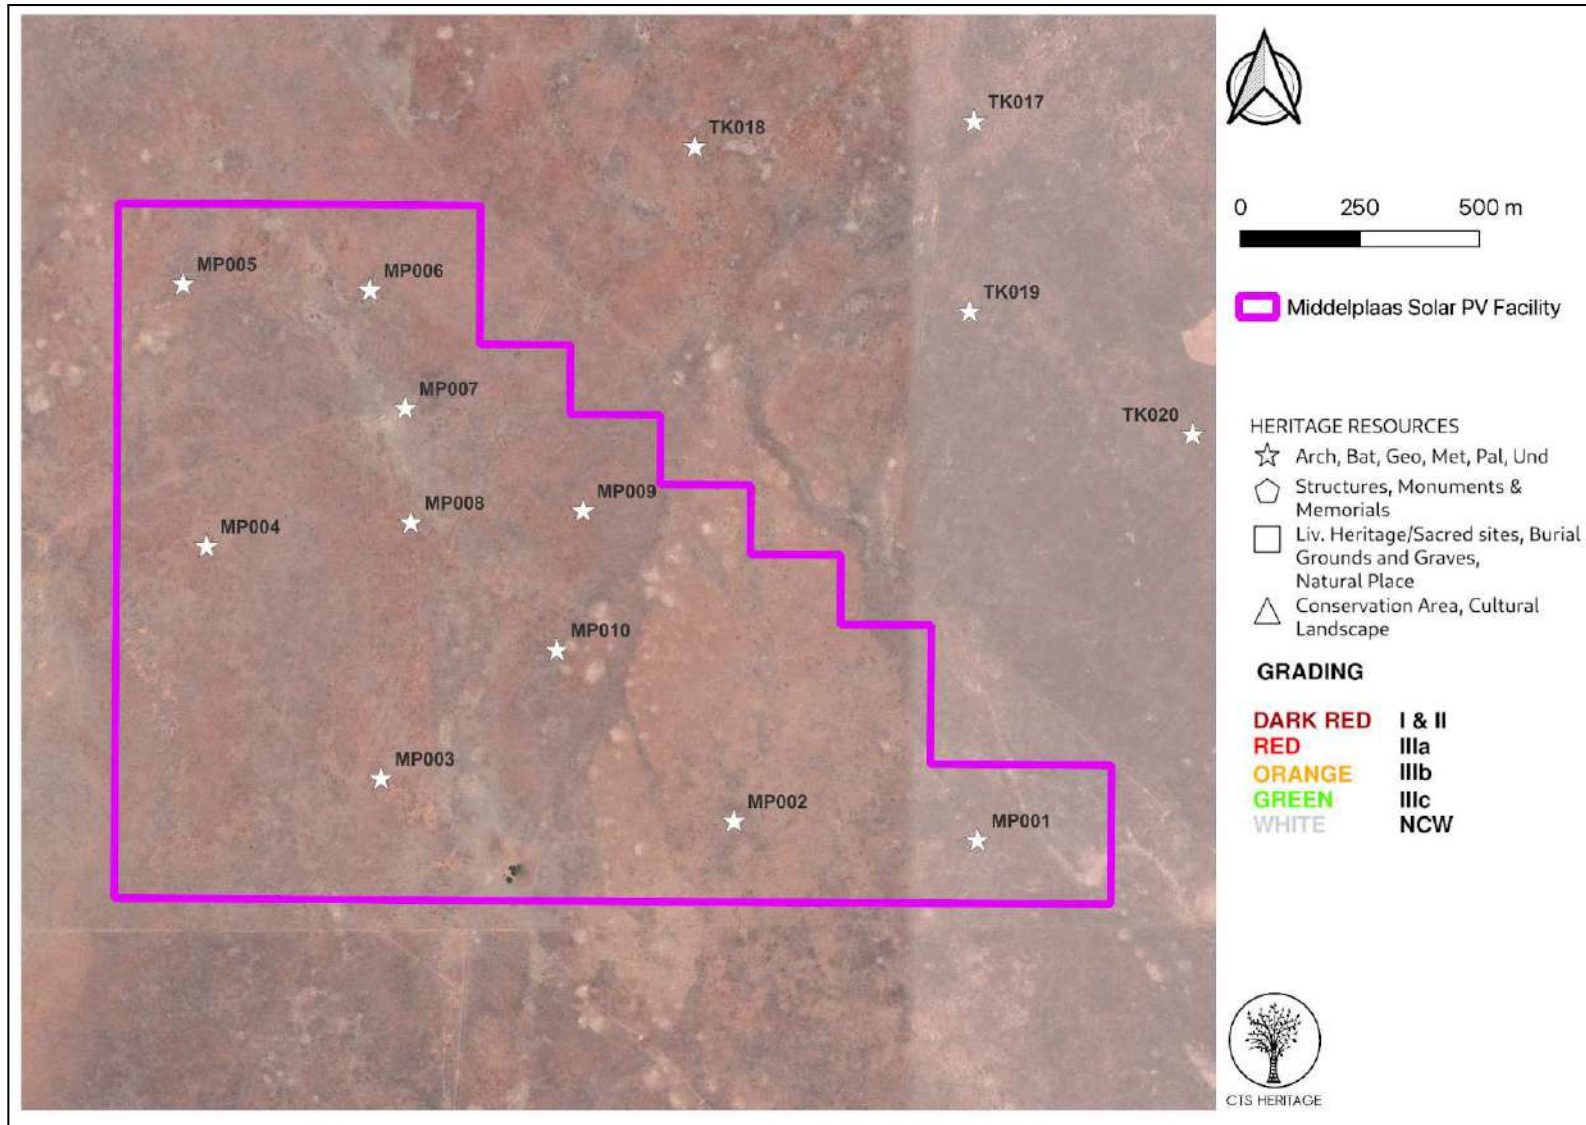 TK017
TK018
MP005
MP006
TK019
MP007
TK020
MP009
MP008
MP004
MP010
MP003
MP002
MP001
0 250 500 m
Middelplaas Solar PV Facility
HERITAGE RESOURCES
Arch, Bat, Geo, Met, Pal, Und
Structures, Monuments &
Memorials
Liv. Heritage/Sacred sites, Burial
Grounds and Graves,
Natural Place
Conservation Area, Cultural
Landscape
GRADING
DARK RED I & II
RED IIIa
ORANGE IIIb
GREEN IIIc
WHITE NCW
CTS HERITAGE